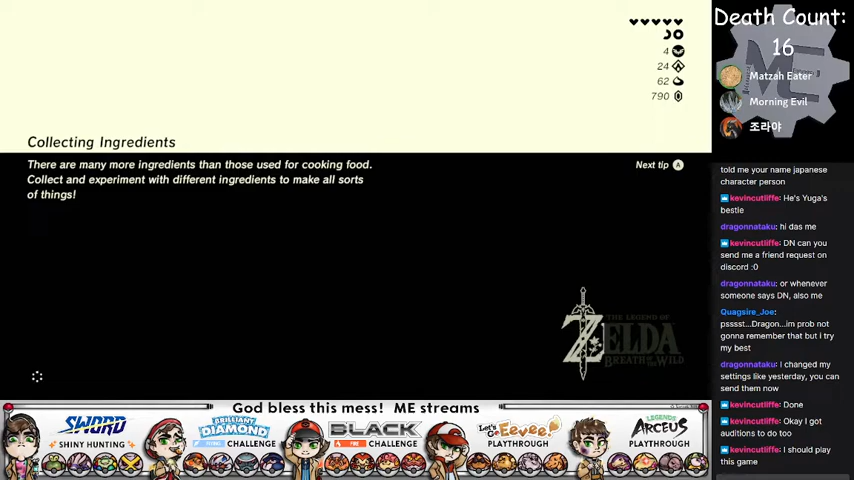 Death Count:
16
Matzah Eater
Morning Evil
조라야
4
24
62
790
Collecting Ingredients
There are many more ingredients than those used for cooking food.
Collect and experiment with different ingredients to make all sorts
of things!
Next tip A
THE LEGEND OF
ZELDA
BREATH OF THE WILD
told me your name japanese
character person
kevincutliffe: He's Yuga's
bestie
dragonnataku: hi das me
kevincutliffe: DN can you
send me a friend request on
discord :0
dragonnataku: or whenever
someone says DN, also me
Quagsire_Joe:
psssst...Dragon...im prob not
gonna remember that but i try
my best
dragonnataku: I changed my
settings like yesterday, you can
send them now
kevincutliffe: Done
kevincutliffe: Okay I got
auditions to do too
kevincutliffe: I should play
this game
God bless this mess! ME streams
SWORD
SHINY HUNTING
BRILLIANT
DIAMOND
CHALLENGE
BLACK
FIRE CHALLENGE
Let's Go Eevee!
PLAYTHROUGH
LEGENDS
ARCEUS
PLAYTHROUGH